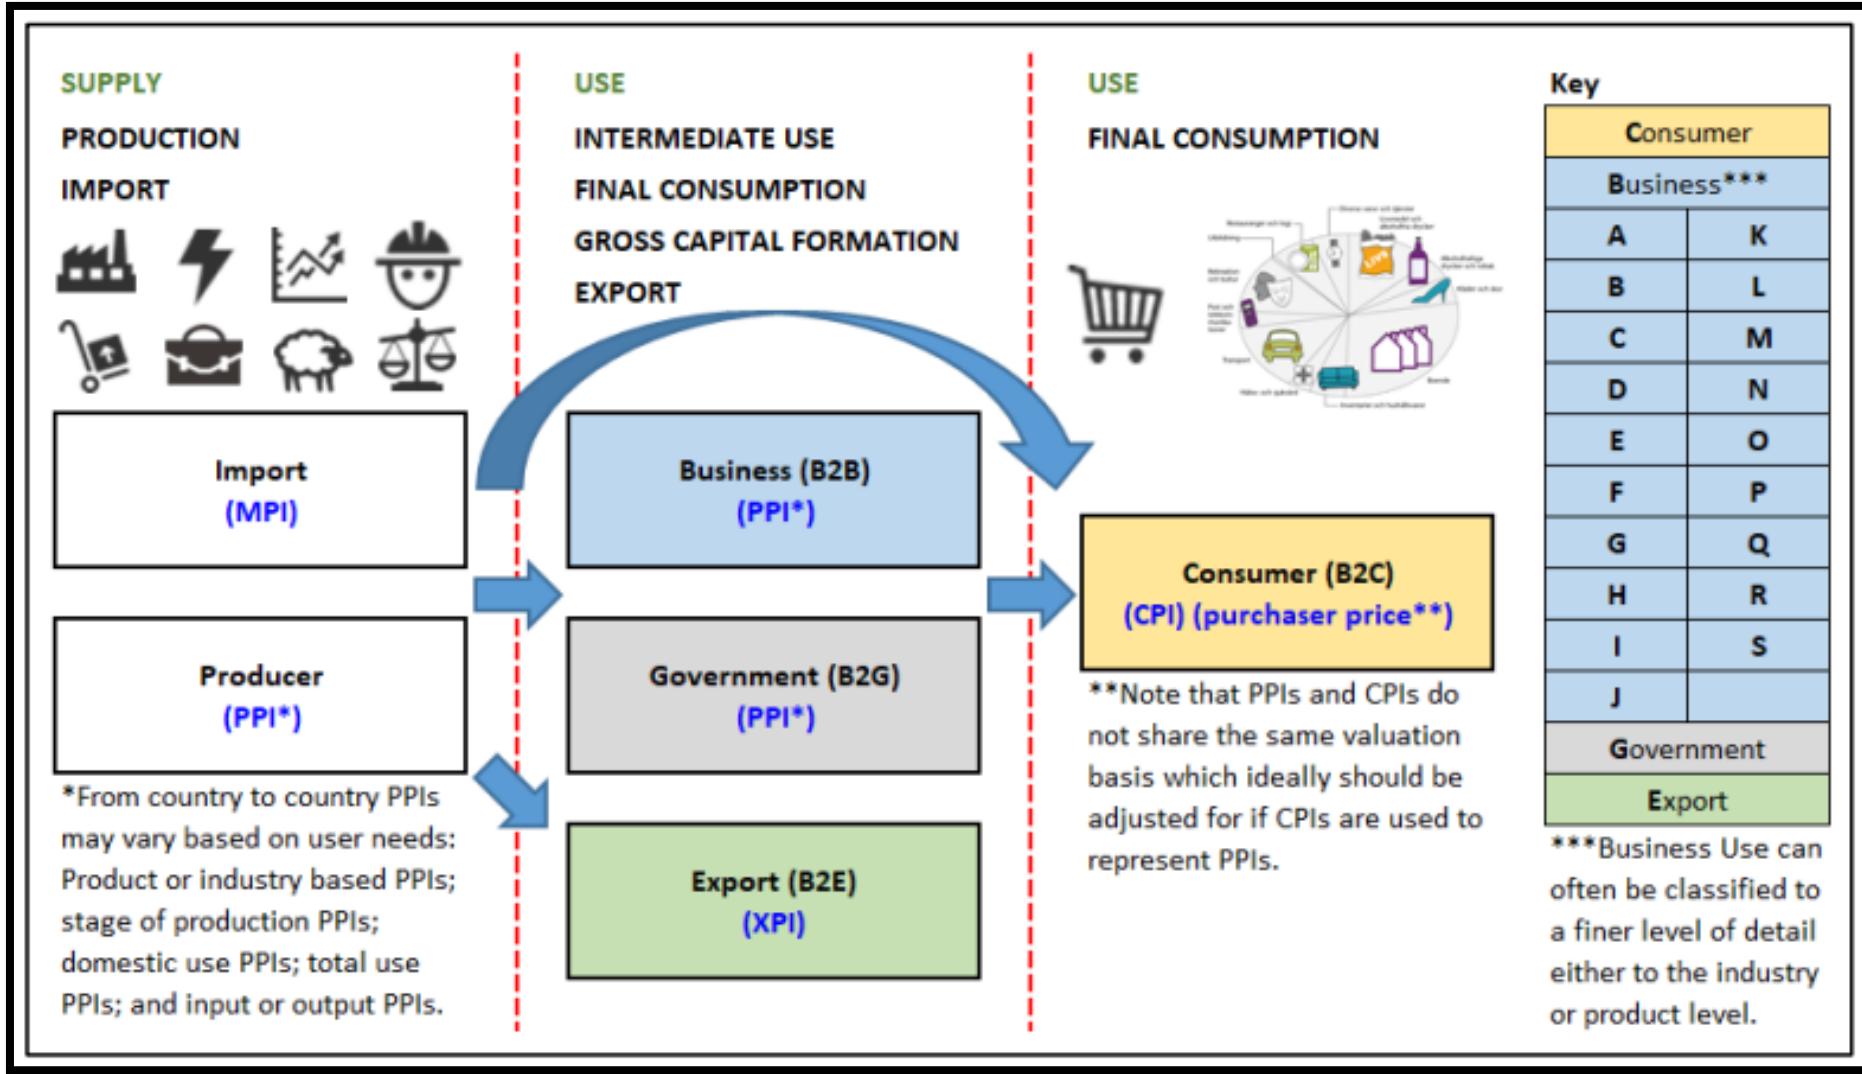 SUPPLY
PRODUCTION
IMPORT
Import
(MPI)
Producer
(PPI*)
*From country to country PPIs
may vary based on user needs:
Product or industry based PPIs;
stage of production PPIs;
domestic use PPIs; total use
PPIs; and input or output PPIs.
USE
INTERMEDIATE USE
FINAL CONSUMPTION
GROSS CAPITAL FORMATION
EXPORT
Business (B2B)
(PPI*)
Government (B2G)
(PPI*)
Export (B2E)
(XPI)
USE
FINAL CONSUMPTION
LIVS
Transport
Boende
Utbildning
Consumer (B2C)
(CPI) (purchaser price**)
**Note that PPIs and CPIs do
not share the same valuation
basis which ideally should be
adjusted for if CPIs are used to
represent PPIs.
Key
Consumer
Business***
A K
B L
C M
D N
E O
F P
G Q
H R
I S
J
Government
Export
***Business Use can
often be classified to
a finer level of detail
either to the industry
or product level.